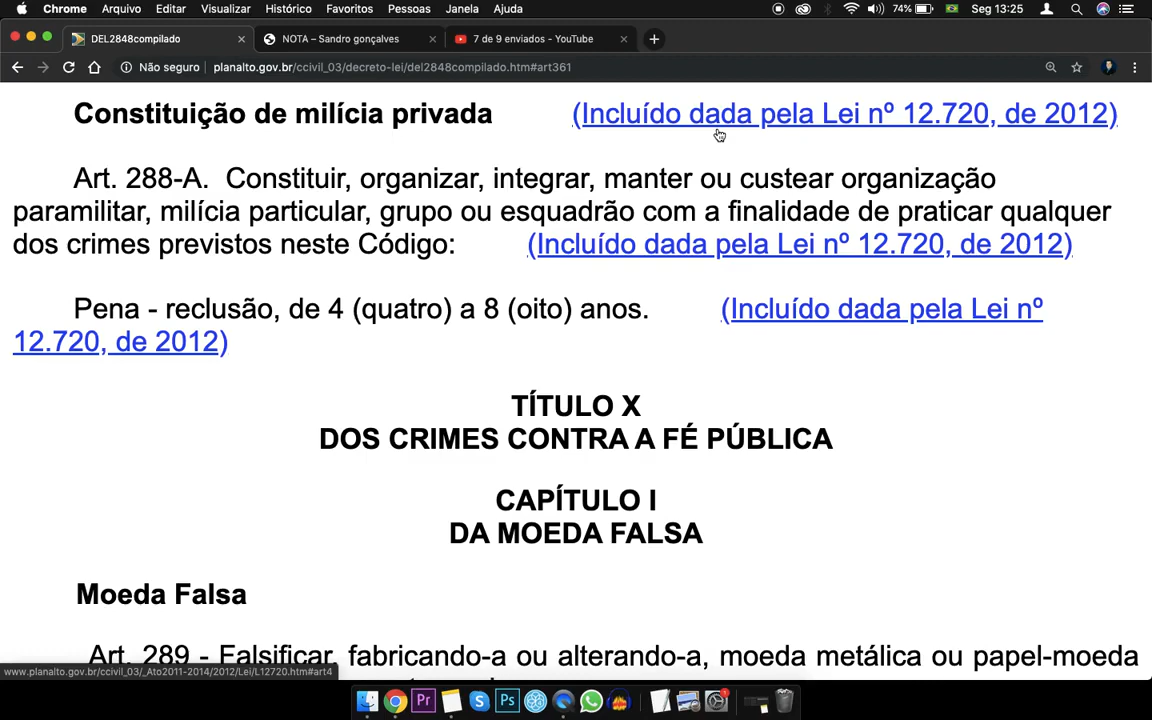 Chrome Arquivo Editar Visualizar Histórico Favoritos Pessoas Janela Ajuda 74% Seg 13:25
DEL2848compilado NOTA – Sandro gonçalves 7 de 9 enviados - YouTube
Não seguro planalto.gov.br/ccivil_03/decreto-lei/del2848compilado.htm#art361
Constituição de milícia privada (Incluído dada pela Lei nº 12.720, de 2012)
Art. 288-A. Constituir, organizar, integrar, manter ou custear organização
paramilitar, milícia particular, grupo ou esquadrão com a finalidade de praticar qualquer
dos crimes previstos neste Código: (Incluído dada pela Lei nº 12.720, de 2012)
Pena - reclusão, de 4 (quatro) a 8 (oito) anos. (Incluído dada pela Lei nº
12.720, de 2012)
TÍTULO X
DOS CRIMES CONTRA A FÉ PÚBLICA
CAPÍTULO I
DA MOEDA FALSA
Moeda Falsa
Art. 289 - Falsificar, fabricando-a ou alterando-a, moeda metálica ou papel-moeda
www.planalto.gov.br/ccivil_03/_Ato2011-2014/2012/Lei/L12720.htm#art4
Pr Ps